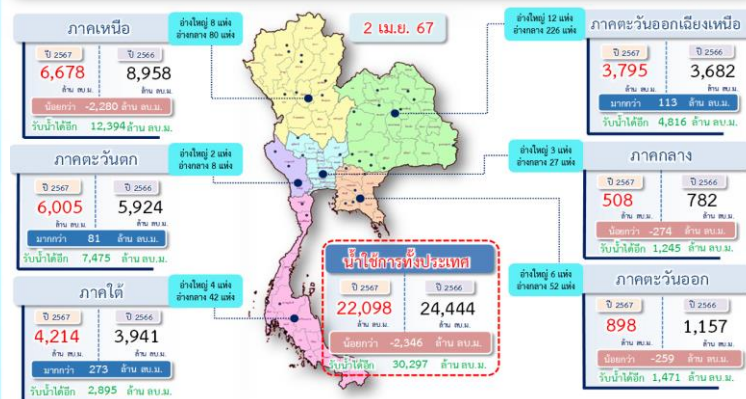 ภาคเหนือ
ปี 2567 ปี 2566
6,678 8,958
ล้าน ลบ.ม. ล้าน ลบ.ม.
น้อยกว่า -2,280 ล้าน ลบ.ม.
รับน้ำได้อีก 12,394 ล้าน ลบ.ม.
อ่างใหญ่ 8 แห่ง
อ่างกลาง 80 แห่ง
2 เม.ย. 67
อ่างใหญ่ 12 แห่ง
อ่างกลาง 226 แห่ง
ภาคตะวันออกเฉียงเหนือ
ปี 2567 ปี 2566
3,795 3,682
ล้าน ลบ.ม. ล้าน ลบ.ม.
มากกว่า 113 ล้าน ลบ.ม.
รับน้ำได้อีก 4,816 ล้าน ลบ.ม.
ภาคตะวันตก
ปี 2567 ปี 2566
6,005 5,924
ล้าน ลบ.ม. ล้าน ลบ.ม.
มากกว่า 81 ล้าน ลบ.ม.
รับน้ำได้อีก 7,475 ล้าน ลบ.ม.
อ่างใหญ่ 2 แห่ง
อ่างกลาง 8 แห่ง
อ่างใหญ่ 3 แห่ง
อ่างกลาง 27 แห่ง
ภาคกลาง
ปี 2567 ปี 2566
508 782
ล้าน ลบ.ม. ล้าน ลบ.ม.
น้อยกว่า -274 ล้าน ลบ.ม.
รับน้ำได้อีก 1,245 ล้าน ลบ.ม.
ภาคใต้
ปี 2567 ปี 2566
4,214 3,941
ล้าน ลบ.ม. ล้าน ลบ.ม.
มากกว่า 273 ล้าน ลบ.ม.
รับน้ำได้อีก 2,895 ล้าน ลบ.ม.
อ่างใหญ่ 4 แห่ง
อ่างกลาง 42 แห่ง
น้ำใช้การทั้งประเทศ
ปี 2567 ปี 2566
22,098 24,444
ล้าน ลบ.ม. ล้าน ลบ.ม.
น้อยกว่า -2,346 ล้าน ลบ.ม.
รับน้ำได้อีก 30,297 ล้าน ลบ.ม.
อ่างใหญ่ 6 แห่ง
อ่างกลาง 52 แห่ง
ภาคตะวันออก
ปี 2567 ปี 2566
898 1,157
ล้าน ลบ.ม. ล้าน ลบ.ม.
น้อยกว่า -259 ล้าน ลบ.ม.
รับน้ำได้อีก 1,471 ล้าน ลบ.ม.